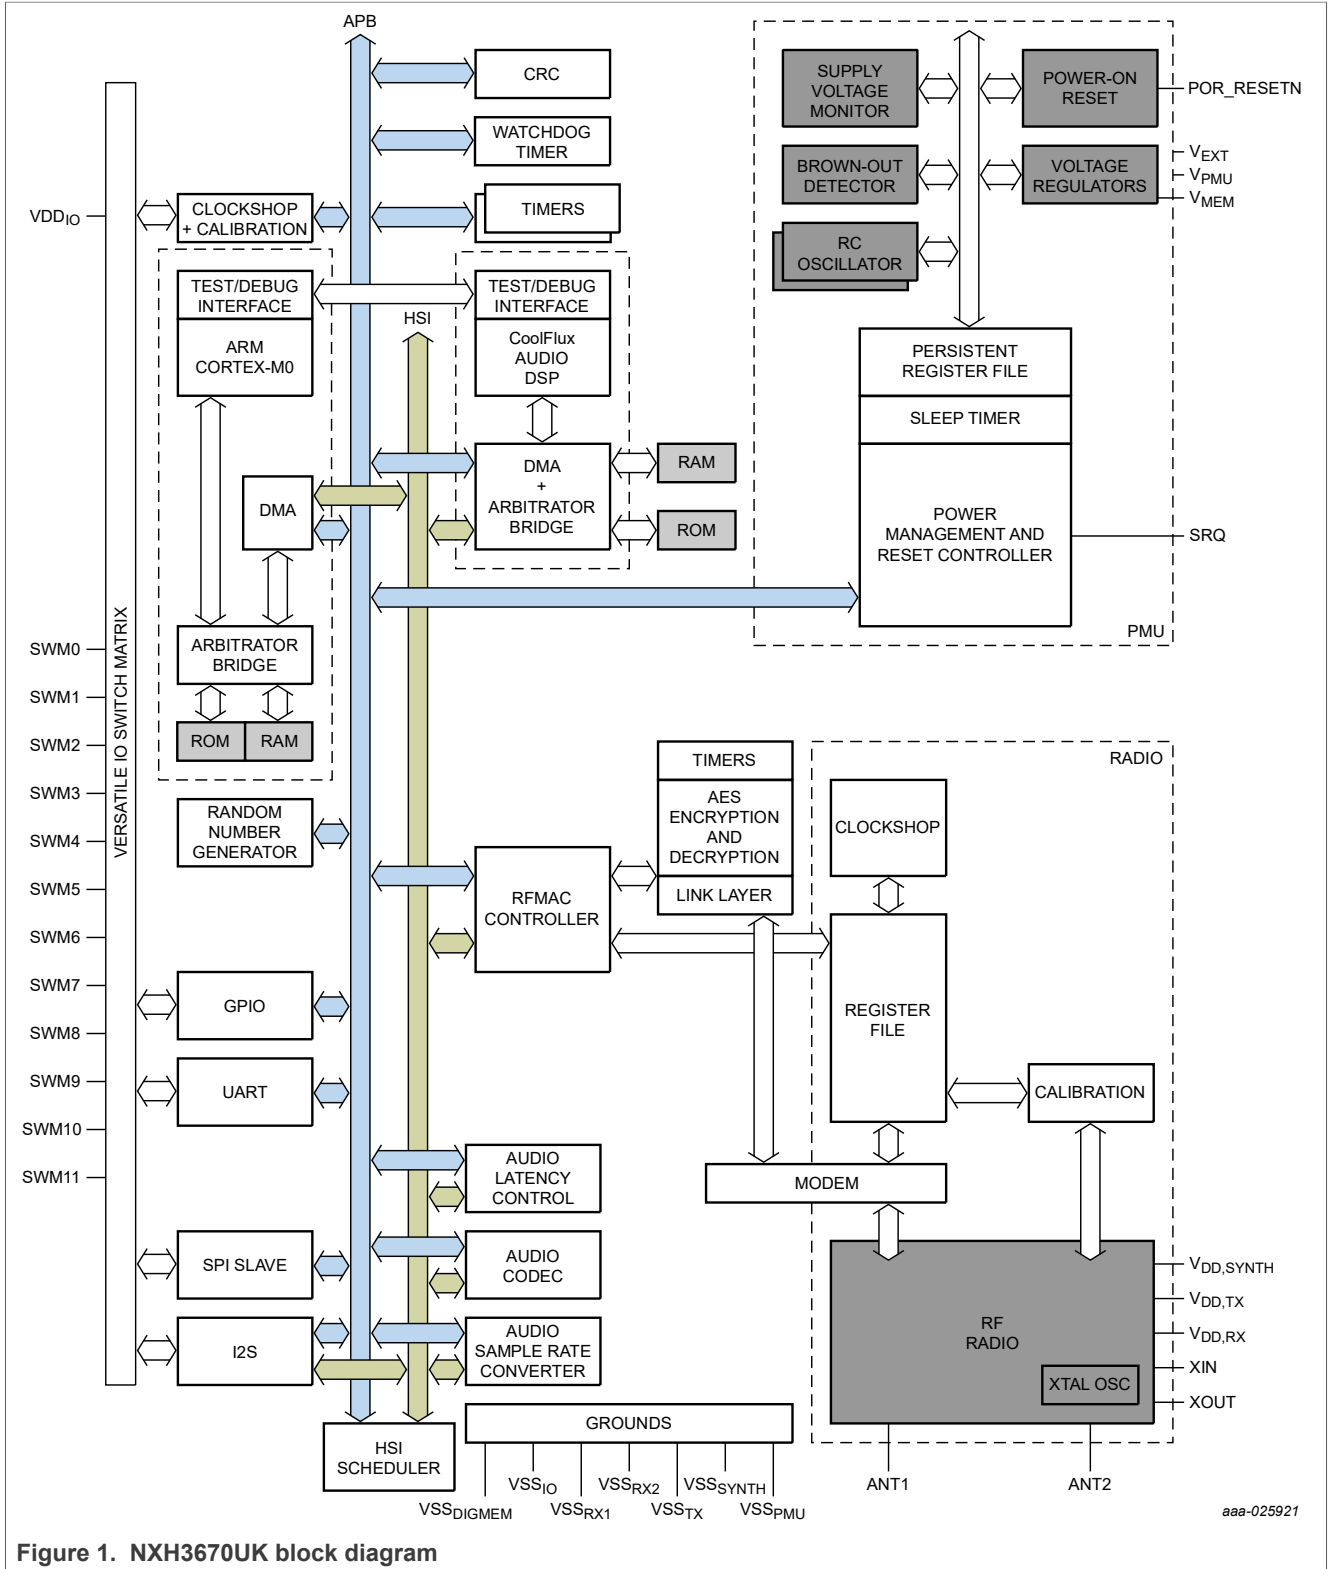 APB
CRC
WATCHDOG
TIMER
TIMERS
VDDIO
CLOCKSHOP
+ CALIBRATION
TEST/DEBUG
INTERFACE
ARM
CORTEX-M0
TEST/DEBUG
INTERFACE
CoolFlux
AUDIO
DSP
HSI
DMA
DMA
+
ARBITRATOR
BRIDGE
RAM
ROM
ARBITRATOR
BRIDGE
ROM
RAM
VERSATILE IO SWITCH MATRIX
SWM0
SWM1
SWM2
SWM3
SWM4
SWM5
SWM6
SWM7
SWM8
SWM9
SWM10
SWM11
RANDOM
NUMBER
GENERATOR
GPIO
UART
SPI SLAVE
I2S
SUPPLY
VOLTAGE
MONITOR
POWER-ON
RESET
POR_RESETN
BROWN-OUT
DETECTOR
VOLTAGE
REGULATORS
VEXT
VPMU
VMEM
RC
OSCILLATOR
PERSISTENT
REGISTER FILE
SLEEP TIMER
POWER
MANAGEMENT AND
RESET CONTROLLER
SRQ
PMU
TIMERS
AES
ENCRYPTION
AND
DECRYPTION
LINK LAYER
RFMAC
CONTROLLER
RADIO
CLOCKSHOP
REGISTER
FILE
CALIBRATION
MODEM
AUDIO
LATENCY
CONTROL
AUDIO
CODEC
AUDIO
SAMPLE RATE
CONVERTER
RF
RADIO
XTAL OSC
VDD,SYNTH
VDD,TX
VDD,RX
XIN
XOUT
HSI
SCHEDULER
GROUNDS
VSSDIGMEM
VSSIO
VSSRX1
VSSRX2
VSSTX
VSSSYNTH
VSSPMU
ANT1
ANT2
aaa-025921
Figure 1. NXH3670UK block diagram